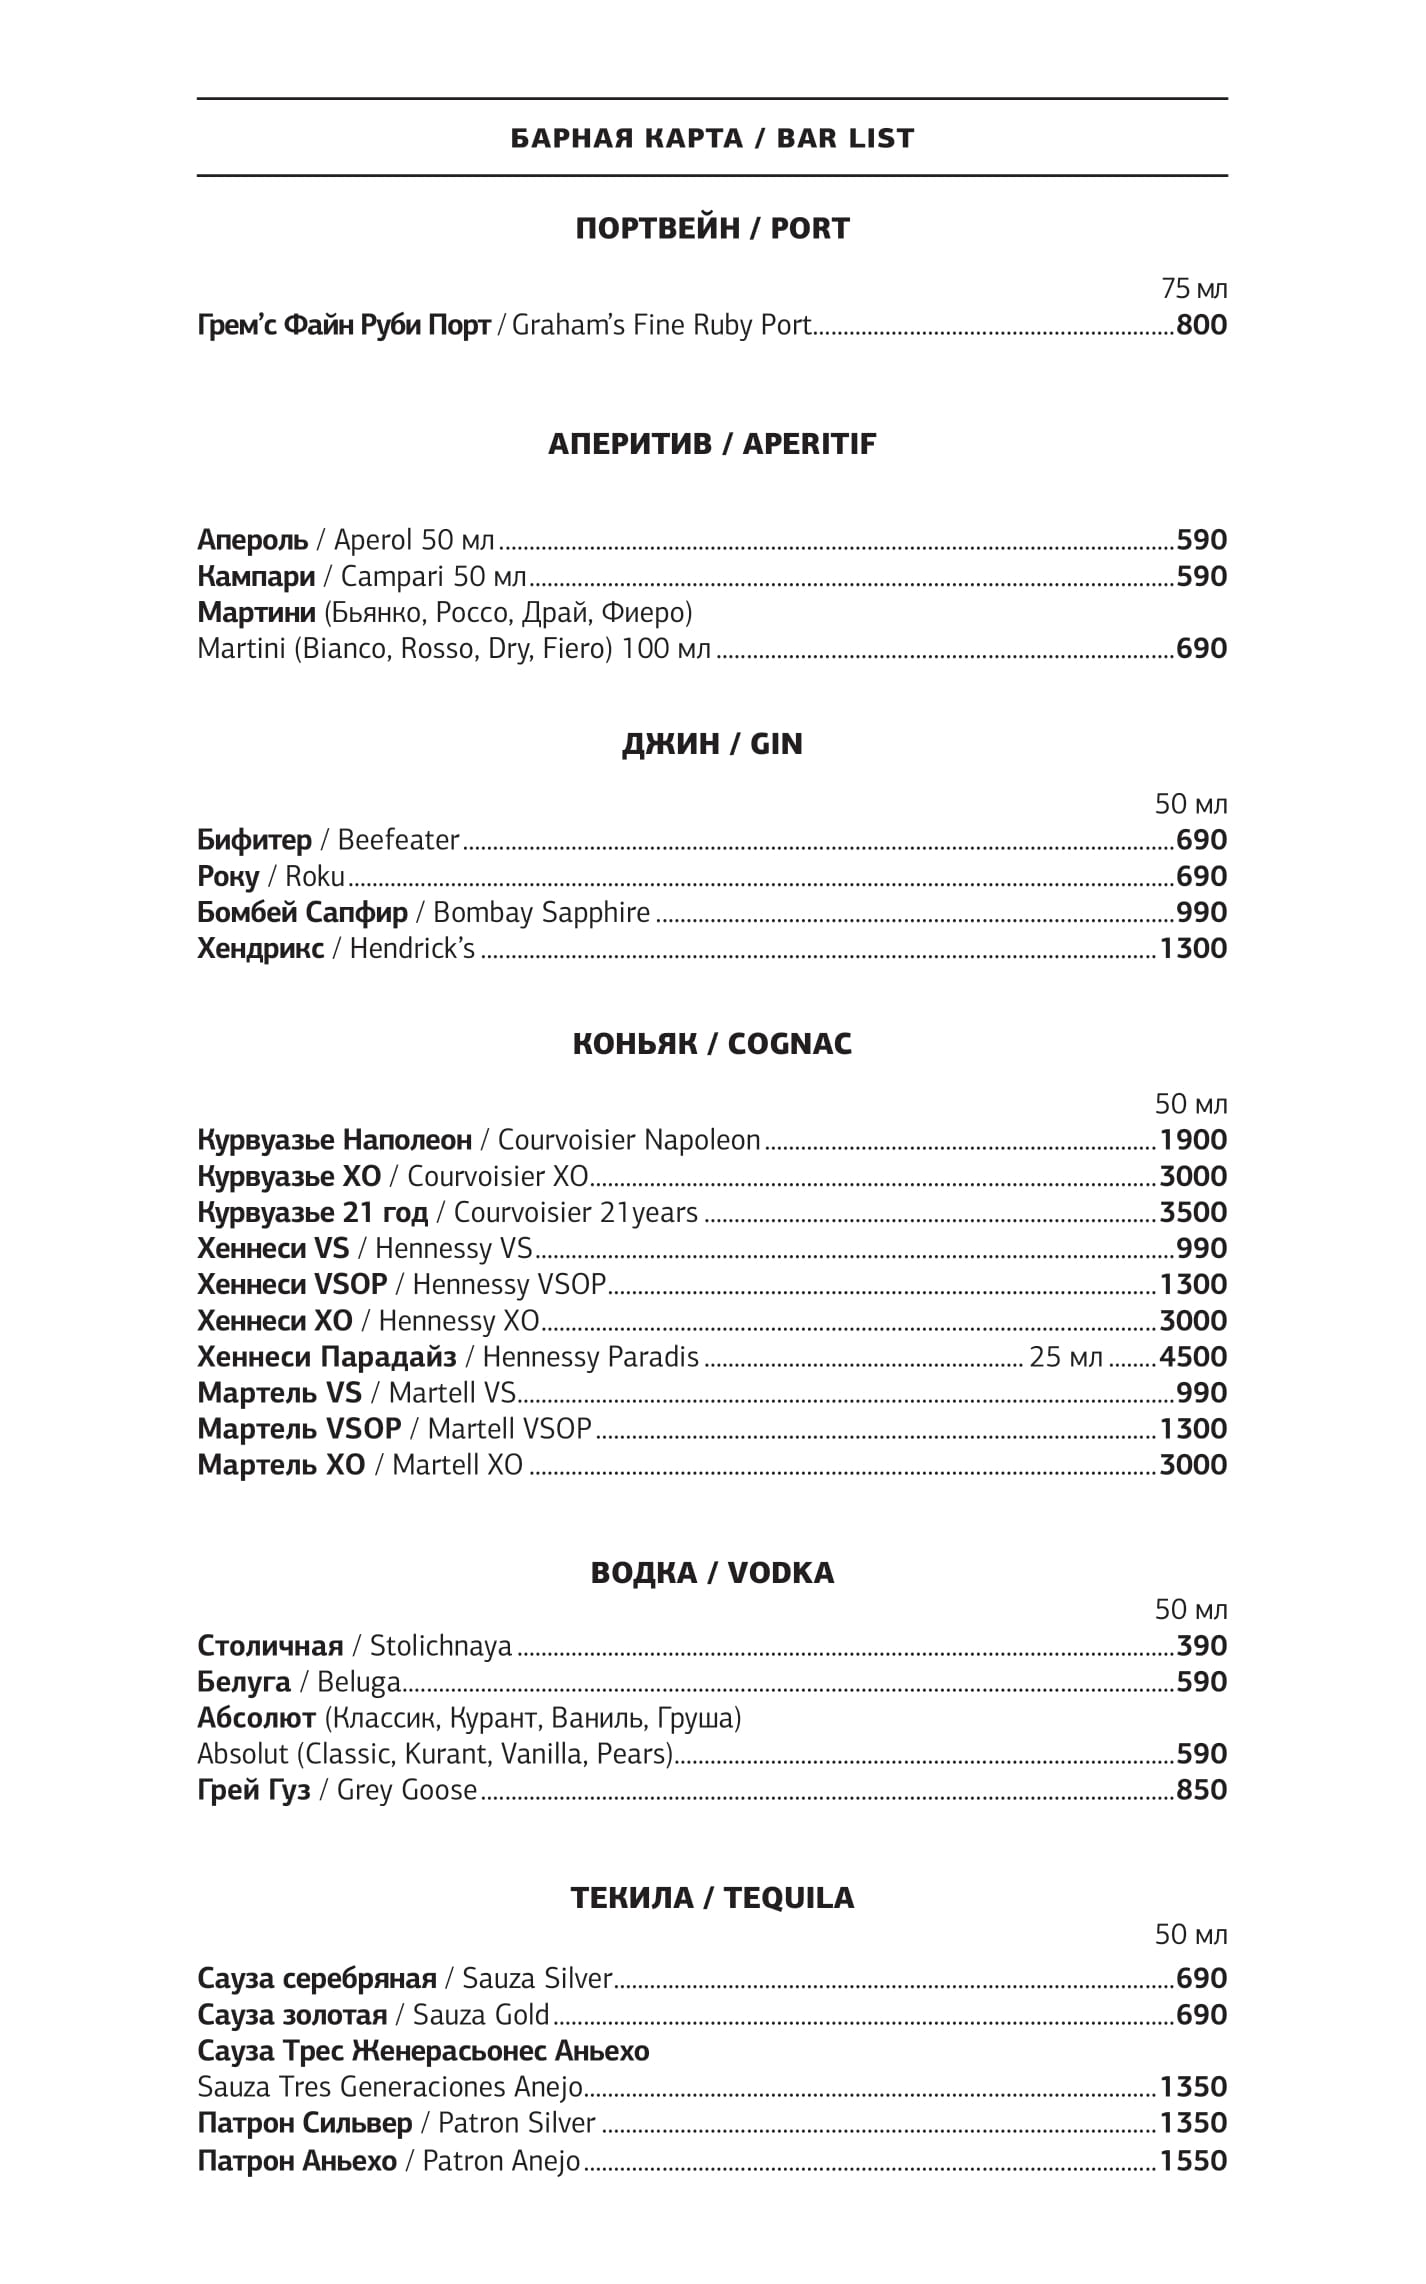 БАРНАЯ КАРТА / BAR LIST
ПОРТВЕЙН / PORT
75 мл
Грем’с Файн Руби Порт / Graham’s Fine Ruby Port 800
АПЕРИТИВ / APERITIF
Апероль / Aperol 50 мл 590
Кампари / Campari 50 мл 590
Мартини (Бьянко, Россо, Драй, Фиеро)
Martini (Bianco, Rosso, Dry, Fiero) 100 мл 690
ДЖИН / GIN
50 мл
Бифитер / Beefeater 690
Року / Roku 690
Бомбей Сапфир / Bombay Sapphire 990
Хендрикс / Hendrick’s 1300
КОНЬЯК / COGNAC
50 мл
Курвуазье Наполеон / Courvoisier Napoleon 1900
Курвуазье XO / Courvoisier XO 3000
Курвуазье 21 год / Courvoisier 21years 3500
Хеннеси VS / Hennessy VS 990
Хеннеси VSOP / Hennessy VSOP 1300
Хеннеси XO / Hennessy XO 3000
Хеннеси Парадайз / Hennessy Paradis 25 мл 4500
Мартель VS / Martell VS 990
Мартель VSOP / Martell VSOP 1300
Мартель XO / Martell XO 3000
ВОДКА / VODKA
50 мл
Столичная / Stolichnaya 390
Белуга / Beluga 590
Абсолют (Классик, Курант, Ваниль, Груша)
Absolut (Classic, Kurant, Vanilla, Pears) 590
Грей Гуз / Grey Goose 850
ТЕКИЛА / TEQUILA
50 мл
Сауза серебряная / Sauza Silver 690
Сауза золотая / Sauza Gold 690
Сауза Трес Женерасьонес Аньехо
Sauza Tres Generaciones Anejo 1350
Патрон Сильвер / Patron Silver 1350
Патрон Аньехо / Patron Anejo 1550